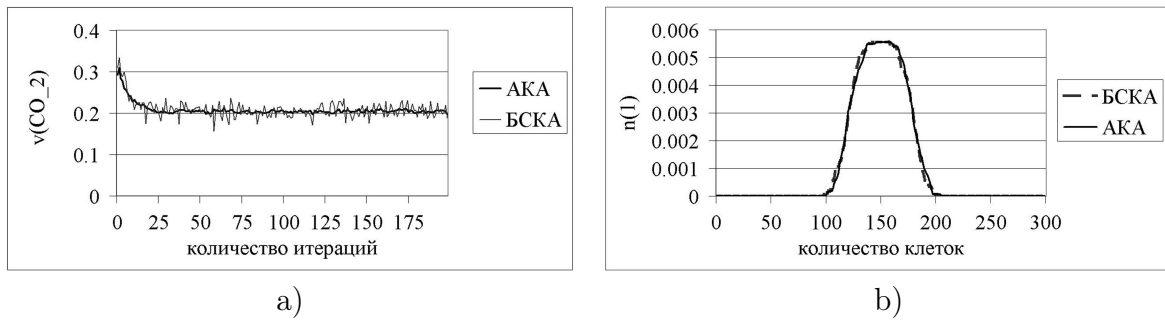 0.4
0.3
0.2
0.1
0
v(CO_2)
0 25 50 75 100 125 150 175
количество итераций
АКА
БСКА
a)
0.006
0.005
0.004
0.003
0.002
0.001
0
n(1)
0 50 100 150 200 250 300
количество клеток
БСКА
АКА
b)